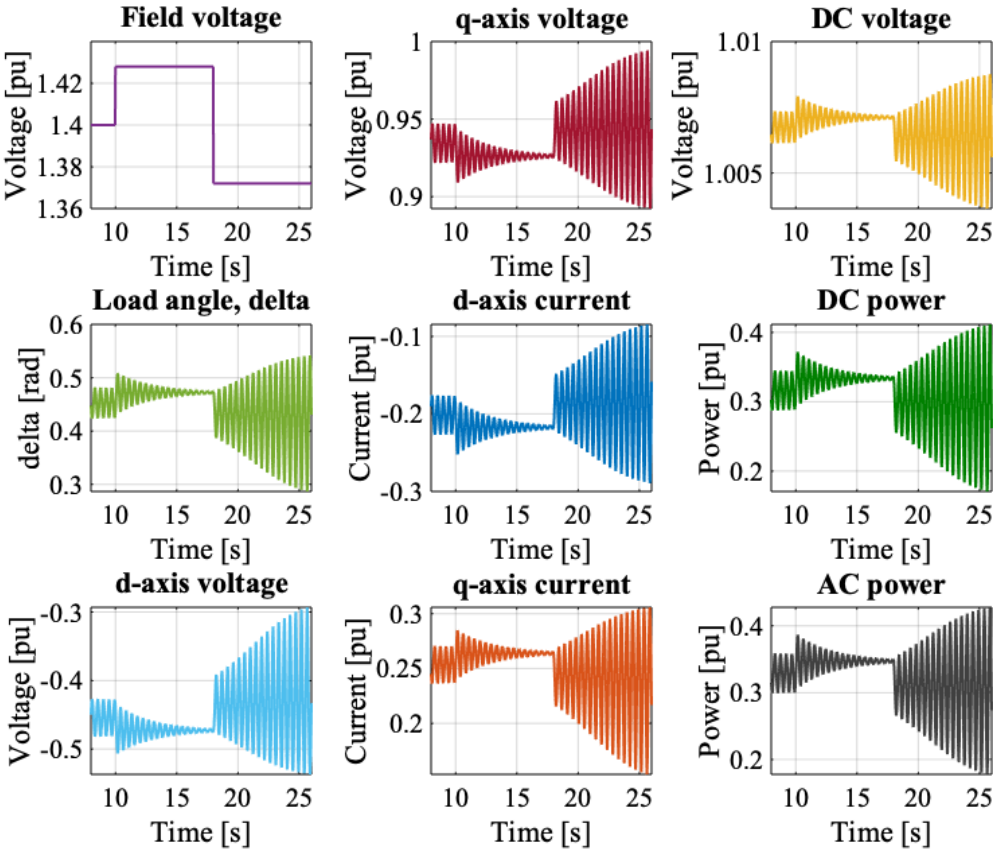 Field voltage
Voltage [pu]
1.42
1.4
1.38
1.36
10 15 20 25
Time [s]
q-axis voltage
Voltage [pu]
1
0.95
0.9
10 15 20 25
Time [s]
DC voltage
Voltage [pu]
1.01
1.005
10 15 20 25
Time [s]
Load angle, delta
delta [rad]
0.6
0.5
0.4
0.3
10 15 20 25
Time [s]
d-axis current
Current [pu]
-0.1
-0.2
-0.3
10 15 20 25
Time [s]
DC power
Power [pu]
0.4
0.3
0.2
10 15 20 25
Time [s]
d-axis voltage
Voltage [pu]
-0.3
-0.4
-0.5
10 15 20 25
Time [s]
q-axis current
Current [pu]
0.3
0.25
0.2
10 15 20 25
Time [s]
AC power
Power [pu]
0.4
0.3
0.2
10 15 20 25
Time [s]